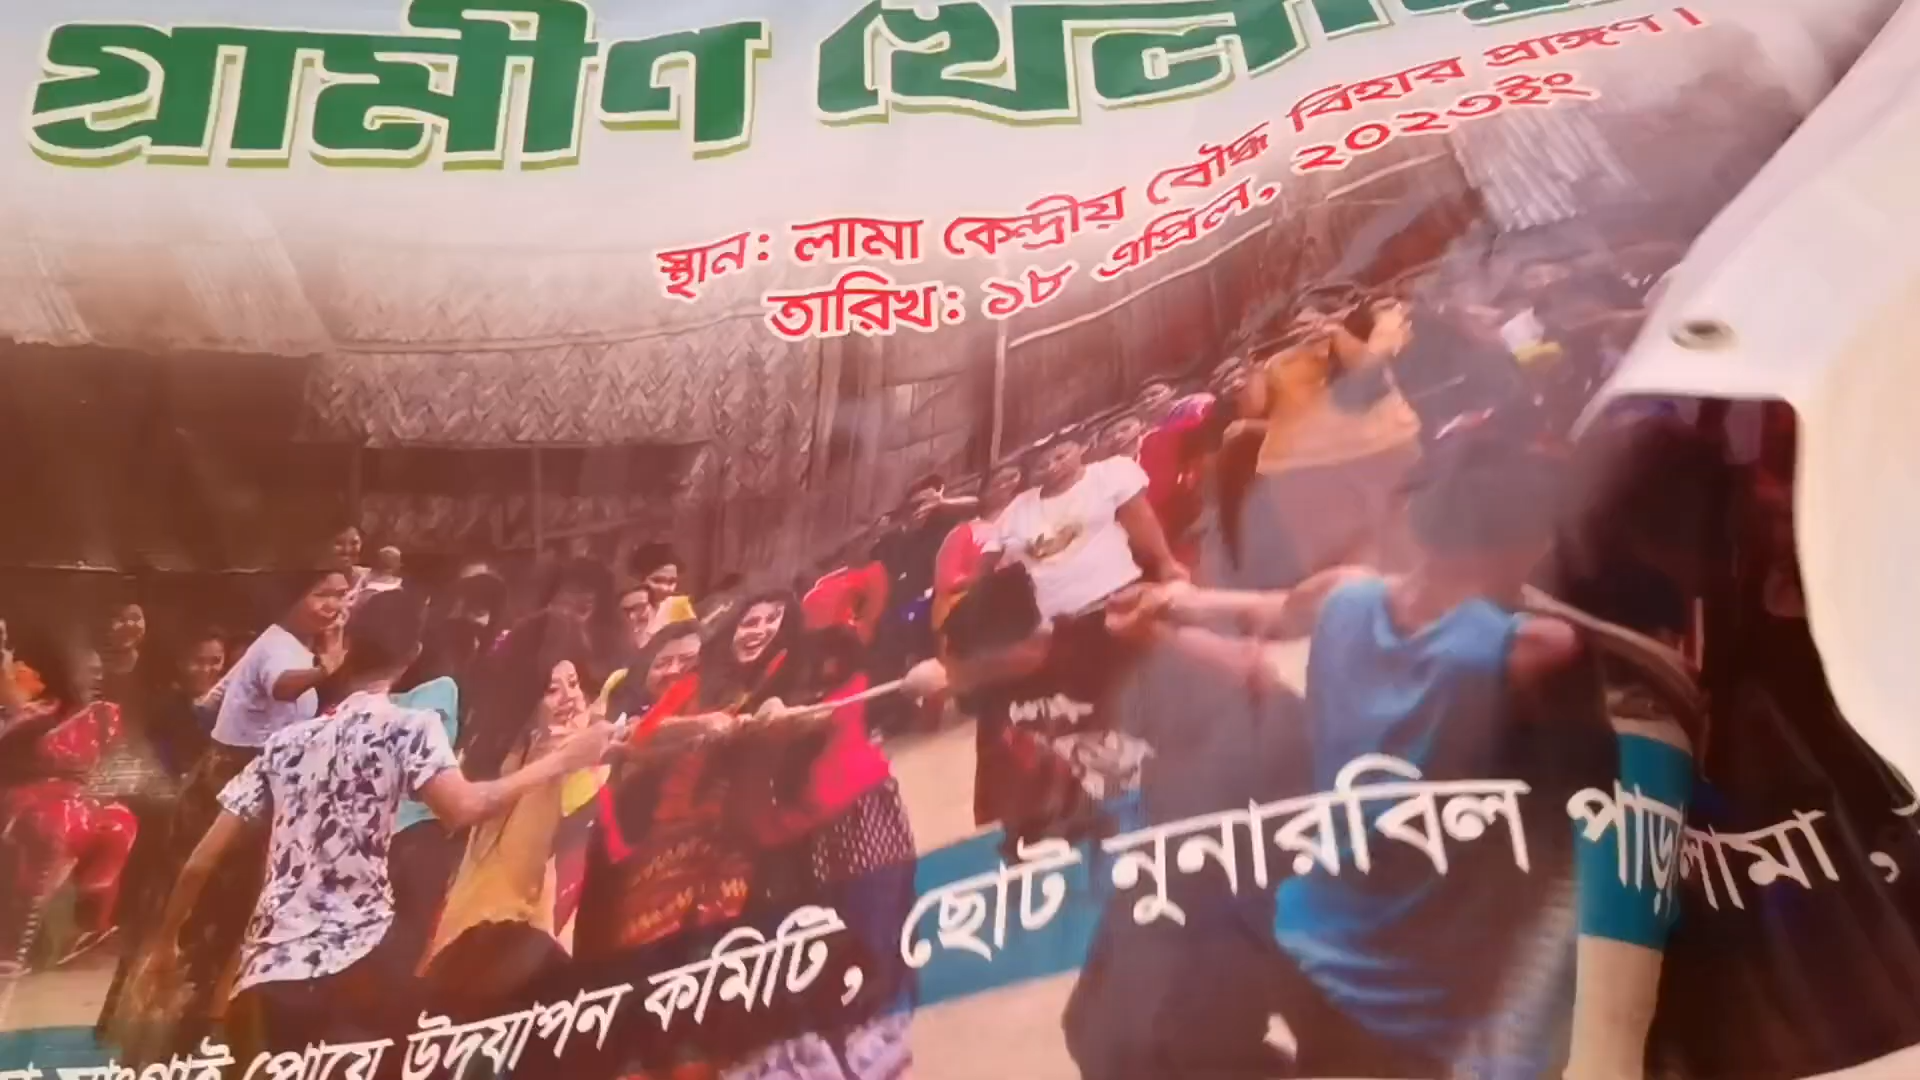 গ্রামীণ
স্থান: লামা কেন্দ্রীয় বৌদ্ধ বিহার প্রাঙ্গণ।
তারিখ: ১৮ এপ্রিল, ২০২৩ইং
পোয়ে উদযাপন কমিটি, ছোট নুনারবিল পাড়া লামা,